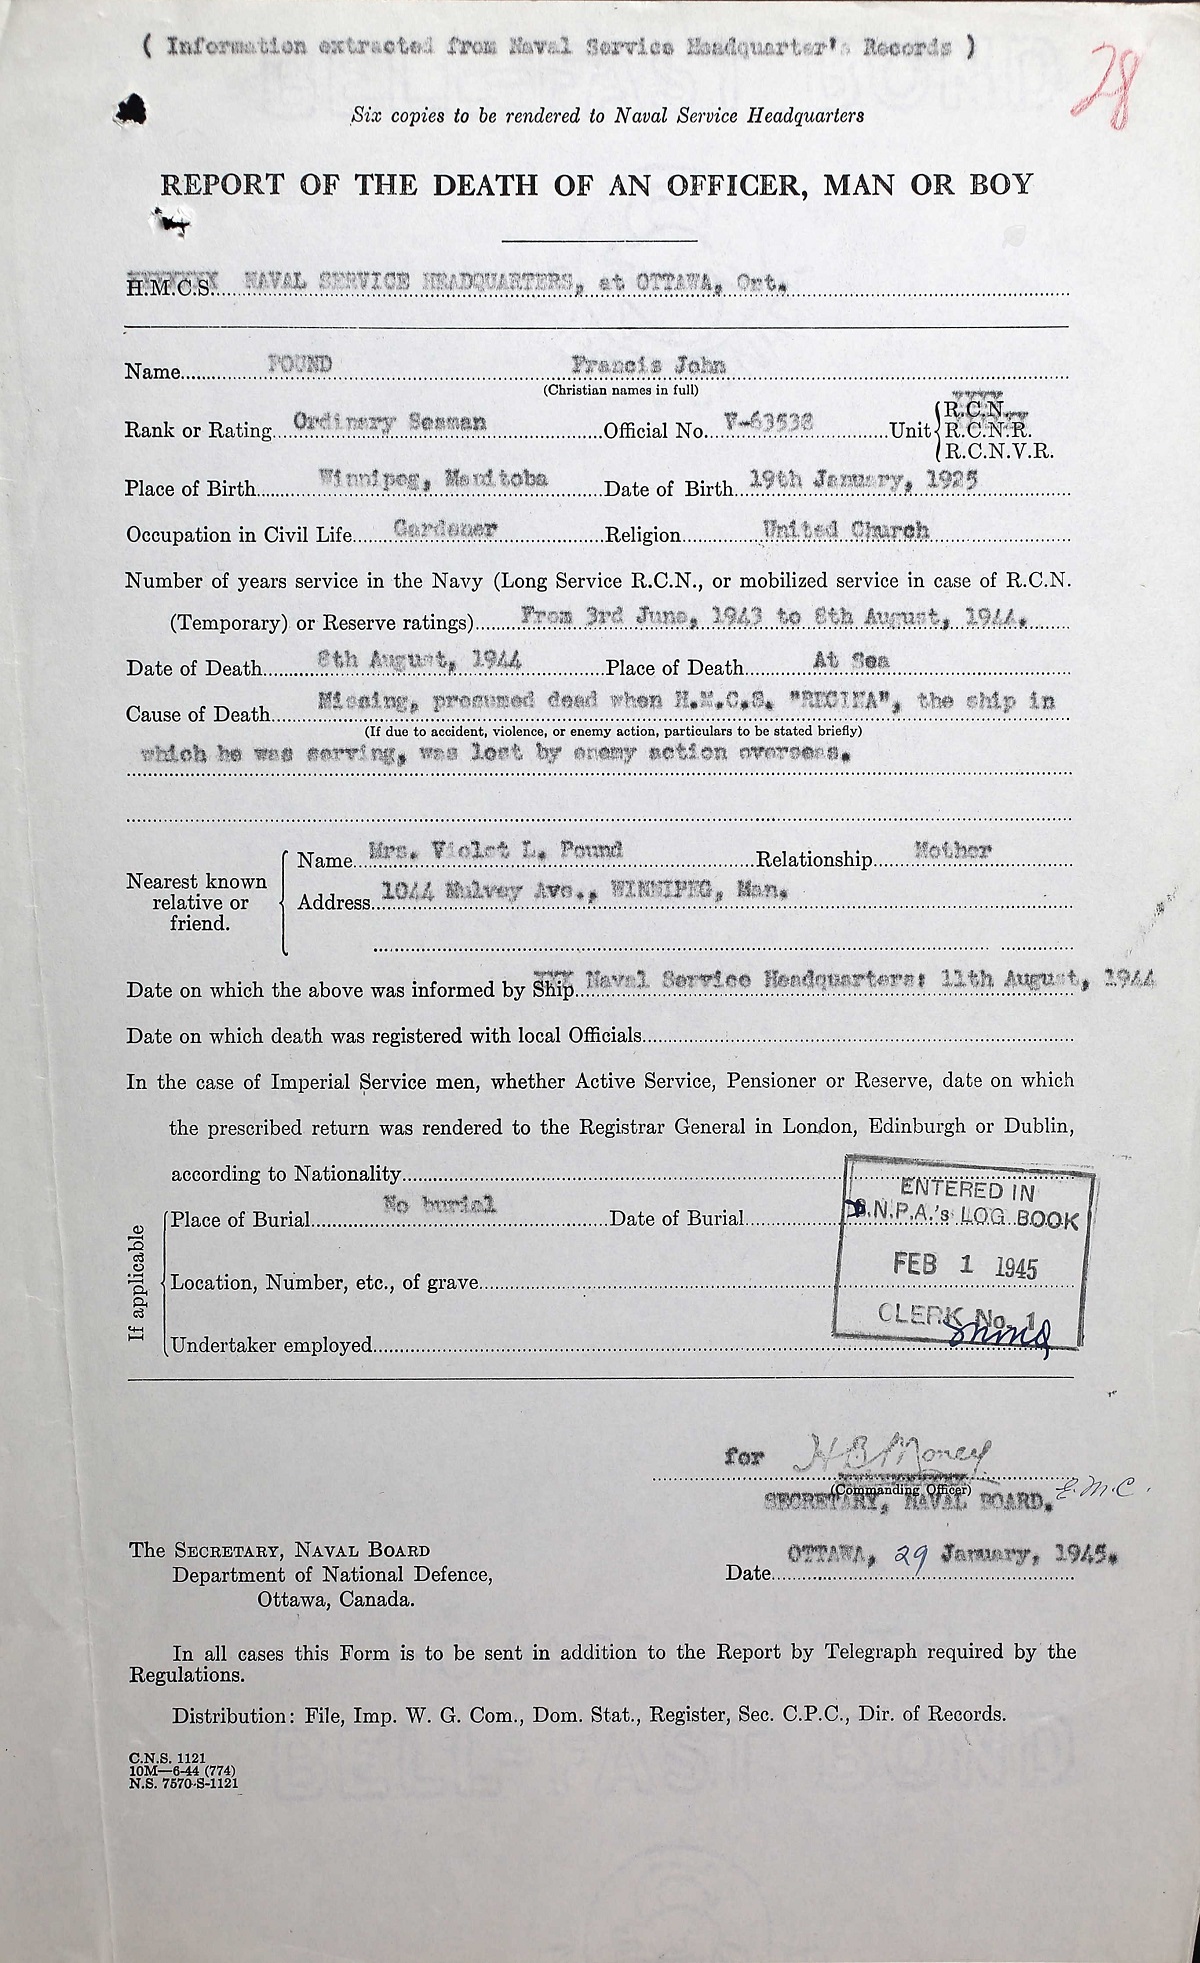 ( Information extracted from Naval Service Headquarter's Records )
28
Six copies to be rendered to Naval Service Headquarters
REPORT OF THE DEATH OF AN OFFICER, MAN OR BOY
H.M.C.S. NAVAL SERVICE HEADQUARTERS, at OTTAWA, Ont.
Name POUND Francis John
(Christian names in full)
Rank or Rating Ordinary Seaman Official No. V-63538 Unit R.C.N.
R.C.N.R.
R.C.N.V.R.
Place of Birth Winnipeg, Manitoba Date of Birth 19th January, 1925
Occupation in Civil Life Gardener Religion United Church
Number of years service in the Navy (Long Service R.C.N., or mobilized service in case of R.C.N.
(Temporary) or Reserve ratings) From 3rd June, 1943 to 8th August, 1944.
Date of Death 8th August, 1944 Place of Death At Sea
Cause of Death Missing, presumed dead when H.M.C.S. "REGINA", the ship in
(If due to accident, violence, or enemy action, particulars to be stated briefly)
which he was serving, was lost by enemy action overseas.
Nearest known relative or friend.
Name Mrs. Violet L. Pound Relationship Mother
Address 1044 Mulvey Ave., WINNIPEG, Man.
Date on which the above was informed by Ship Naval Service Headquarters: 11th August, 1944
Date on which death was registered with local Officials
In the case of Imperial Service men, whether Active Service, Pensioner or Reserve, date on which
the prescribed return was rendered to the Registrar General in London, Edinburgh or Dublin,
according to Nationality
If applicable
Place of Burial No burial Date of Burial
Location, Number, etc., of grave
Undertaker employed
ENTERED IN
D.N.P.A.'s LOG BOOK
FEB 1 1945
CLERK No. 1
for H B Money
(Commanding Officer)
SECRETARY, NAVAL BOARD. E.M.C.
The SECRETARY, NAVAL BOARD
Department of National Defence,
Ottawa, Canada.
OTTAWA, 29 January, 1945.
Date
In all cases this Form is to be sent in addition to the Report by Telegraph required by the
Regulations.
Distribution: File, Imp. W. G. Com., Dom. Stat., Register, Sec. C.P.C., Dir. of Records.
C.N.S. 1121
10M—6-44 (774)
N.S. 7570-S-1121